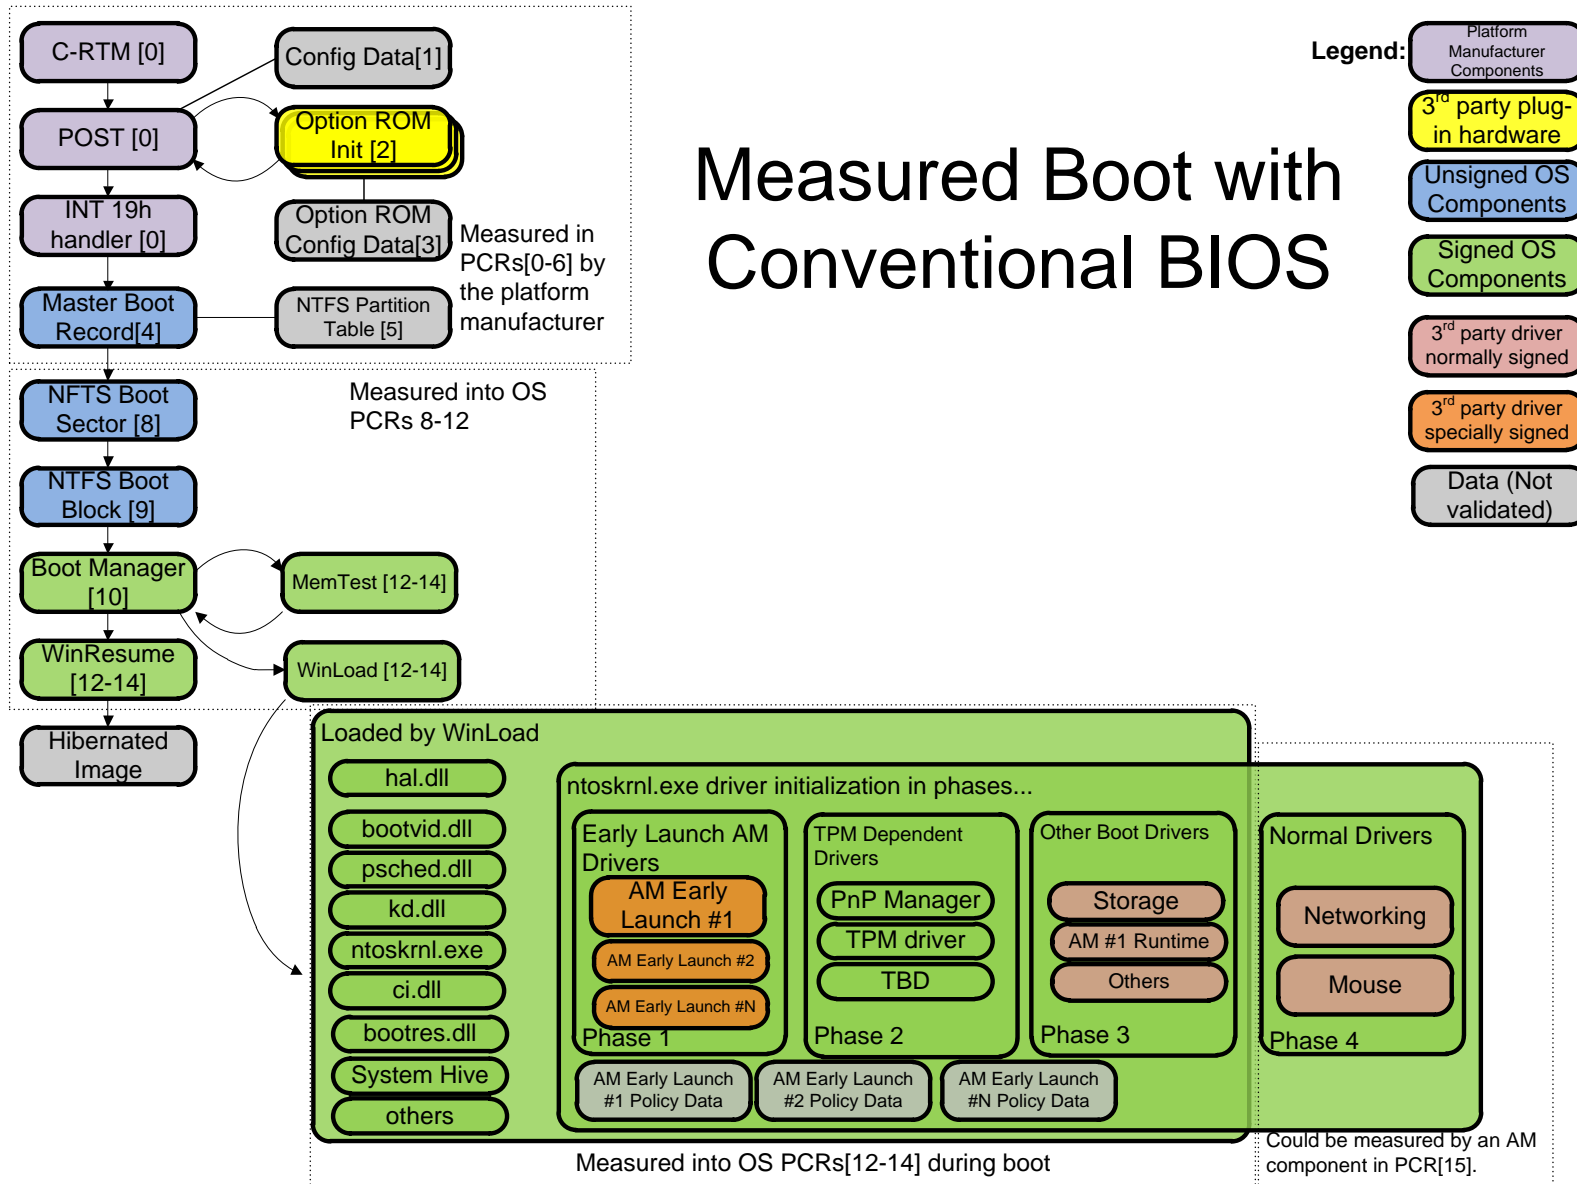 C-RTM [0]
Config Data[1]
POST [0]
Option ROM
Init [2]
INT 19h
handler [0]
Option ROM
Config Data[3]
Measured in
PCRs[0-6] by
the platform
manufacturer
Master Boot
Record[4]
NTFS Partition
Table [5]
Measured Boot with
Conventional BIOS
Legend:
Platform
Manufacturer
Components
3rd party plug-
in hardware
Unsigned OS
Components
Signed OS
Components
3rd party driver
normally signed
3rd party driver
specially signed
Data (Not
validated)
NFTS Boot
Sector [8]
Measured into OS
PCRs 8-12
NTFS Boot
Block [9]
Boot Manager
[10]
MemTest [12-14]
WinResume
[12-14]
WinLoad [12-14]
Hibernated
Image
Loaded by WinLoad
hal.dll
bootvid.dll
psched.dll
kd.dll
ntoskrnl.exe
ci.dll
bootres.dll
System Hive
others
ntoskrnl.exe driver initialization in phases...
Early Launch AM
Drivers
AM Early
Launch #1
AM Early Launch #2
AM Early Launch #N
Phase 1
TPM Dependent
Drivers
PnP Manager
TPM driver
TBD
Phase 2
Other Boot Drivers
Storage
AM #1 Runtime
Others
Phase 3
Normal Drivers
Networking
Mouse
Phase 4
AM Early Launch
#1 Policy Data
AM Early Launch
#2 Policy Data
AM Early Launch
#N Policy Data
Measured into OS PCRs[12-14] during boot
Could be measured by an AM
component in PCR[15].